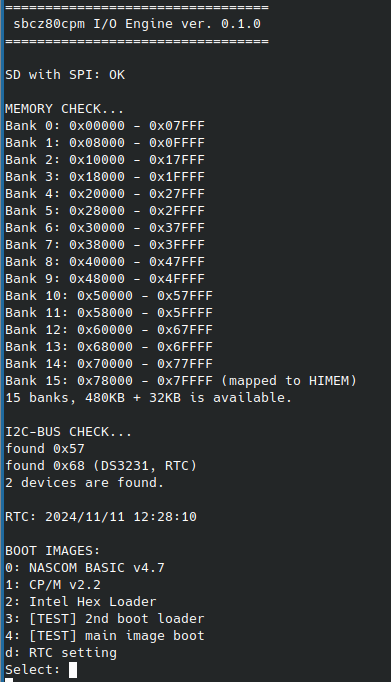 =================================
sbcz80cpm I/O Engine ver. 0.1.0
=================================
SD with SPI: OK
MEMORY CHECK...
Bank 0: 0x00000 - 0x07FFF
Bank 1: 0x08000 - 0x0FFFF
Bank 2: 0x10000 - 0x17FFF
Bank 3: 0x18000 - 0x1FFFF
Bank 4: 0x20000 - 0x27FFF
Bank 5: 0x28000 - 0x2FFFF
Bank 6: 0x30000 - 0x37FFF
Bank 7: 0x38000 - 0x3FFFF
Bank 8: 0x40000 - 0x47FFF
Bank 9: 0x48000 - 0x4FFFF
Bank 10: 0x50000 - 0x57FFF
Bank 11: 0x58000 - 0x5FFFF
Bank 12: 0x60000 - 0x67FFF
Bank 13: 0x68000 - 0x6FFFF
Bank 14: 0x70000 - 0x77FFF
Bank 15: 0x78000 - 0x7FFFF (mapped to HIMEM)
15 banks, 480KB + 32KB is available.
I2C-BUS CHECK...
found 0x57
found 0x68 (DS3231, RTC)
2 devices are found.
RTC: 2024/11/11 12:28:10
BOOT IMAGES:
0: NASCOM BASIC v4.7
1: CP/M v2.2
2: Intel Hex Loader
3: [TEST] 2nd boot loader
4: [TEST] main image boot
d: RTC setting
Select: